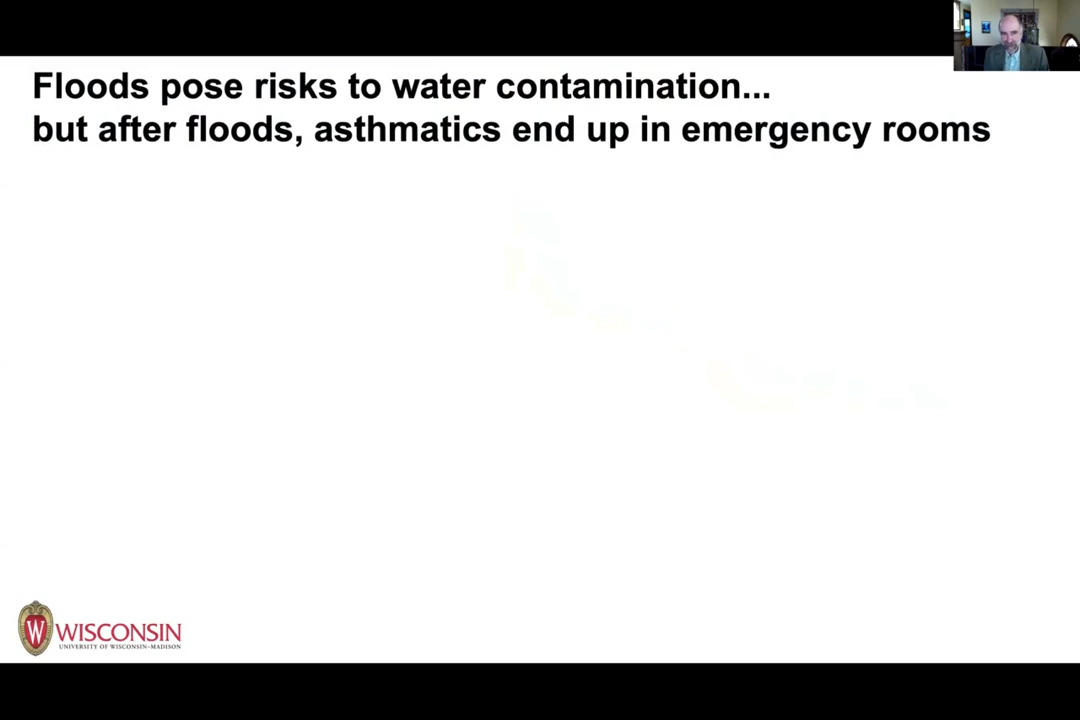 Floods pose risks to water contamination...
but after floods, asthmatics end up in emergency rooms
W
WISCONSIN
UNIVERSITY OF WISCONSIN–MADISON